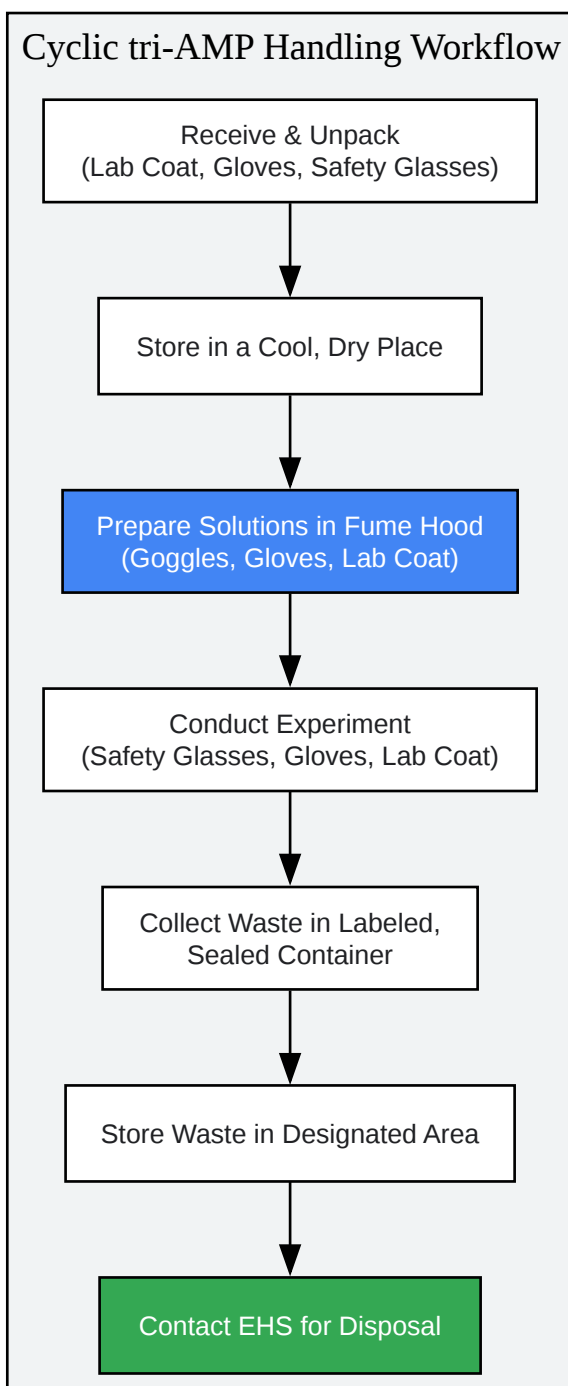 Cyclic tri-AMP Handling Workflow
Receive & Unpack
(Lab Coat, Gloves, Safety Glasses)
Store in a Cool, Dry Place
Prepare Solutions in Fume Hood
(Goggles, Gloves, Lab Coat)
Conduct Experiment
(Safety Glasses, Gloves, Lab Coat)
Collect Waste in Labeled,
Sealed Container
Store Waste in Designated Area
Contact EHS for Disposal